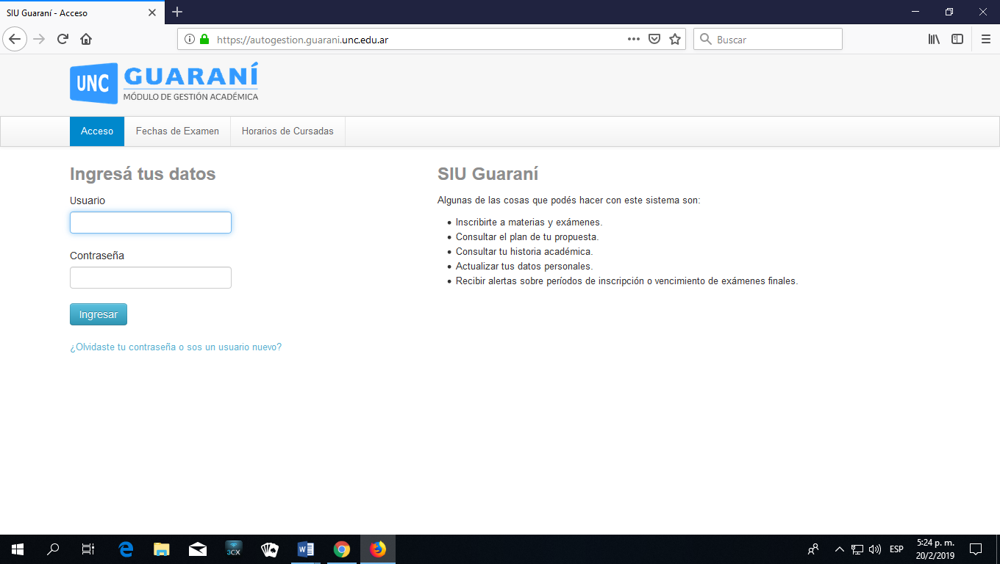 SIU Guaraní - Acceso
https://autogestion.guarani.unc.edu.ar
Buscar
UNC
GUARANÍ
MÓDULO DE GESTIÓN ACADÉMICA
Acceso
Fechas de Examen
Horarios de Cursadas
Ingresá tus datos
Usuario
Contraseña
Ingresar
¿Olvidaste tu contraseña o sos un usuario nuevo?
SIU Guaraní
Algunas de las cosas que podés hacer con este sistema son:
Inscribirte a materias y exámenes.
Consultar el plan de tu propuesta.
Consultar tu historia académica.
Actualizar tus datos personales.
Recibir alertas sobre períodos de inscripción o vencimiento de exámenes finales.
3CX
ESP
5:24 p. m.
20/2/2019